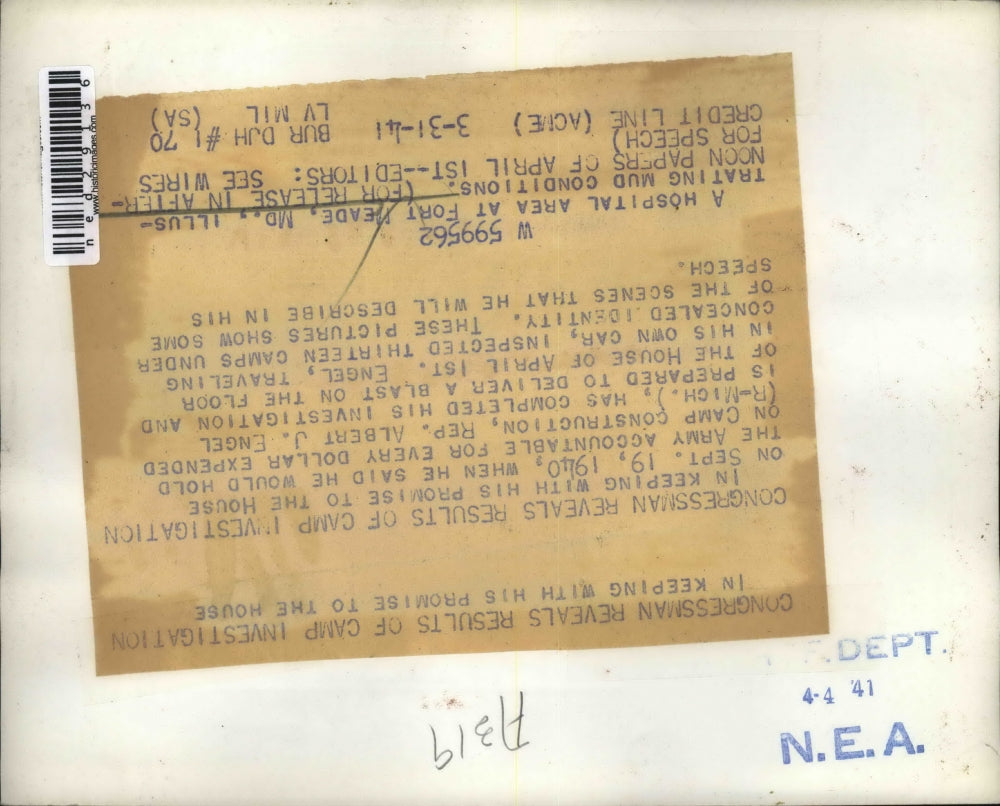 CONGRESSMAN REVEALS RESULTS OF CAMP INVESTIGATION
IN KEEPING WITH HIS PROMISE TO THE HOUSE
CONGRESSMAN REVEALS RESULTS OF CAMP INVESTIGATION
IN KEEPING WITH HIS PROMISE TO THE HOUSE
ON SEPT. 19, 1940, WHEN HE SAID HE WOULD HOLD
THE ARMY ACCOUNTABLE FOR EVERY DOLLAR EXPENDED
ON CAMP CONSTRUCTION, REP. ALBERT J. ENGEL
(R-MICH.), HAS COMPLETED HIS INVESTIGATION AND
IS PREPARED TO DELIVER A BLAST ON THE FLOOR
OF THE HOUSE OF APRIL 1ST. ENGEL, TRAVELING
IN HIS OWN CAR, INSPECTED THIRTEEN CAMPS UNDER
CONCEALED IDENTITY. THESE PICTURES SHOW SOME
OF THE SCENES THAT HE WILL DESCRIBE IN HIS
SPEECH.
W 599562
A HOSPITAL AREA AT FORT MEADE, MD., ILLUS-
TRATING MUD CONDITIONS. (FOR RELEASE IN AFTER-
NOON PAPERS OF APRIL 1ST--EDITORS: SEE WIRES
FOR SPEECH)
CREDIT LINE (ACME) 3-31-41 BUR DJH #170
LV MIL (SA)
ned29136
www.historicimages.com
A319
.DEPT.
4-4 '41
N.E.A.